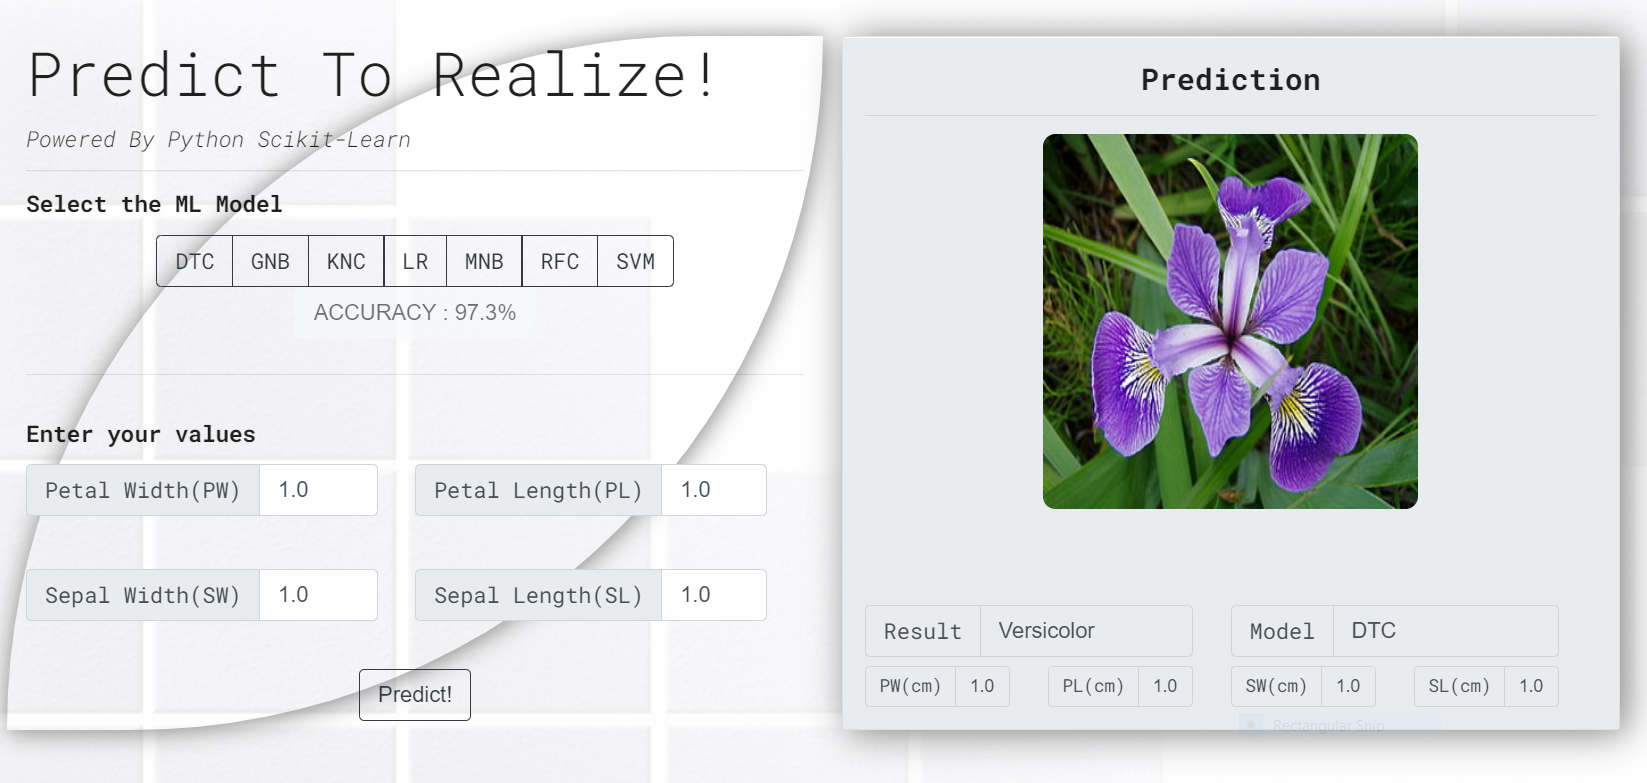 Predict To Realize!
Powered By Python Scikit-Learn
Select the ML Model
DTC GNB KNC LR MNB RFC SVM
ACCURACY : 97.3%
Enter your values
Petal Width(PW) 1.0 Petal Length(PL) 1.0
Sepal Width(SW) 1.0 Sepal Length(SL) 1.0
Predict!
Prediction
Result Versicolor Model DTC
PW(cm) 1.0 PL(cm) 1.0 SW(cm) 1.0 SL(cm) 1.0
Rectangular Snip